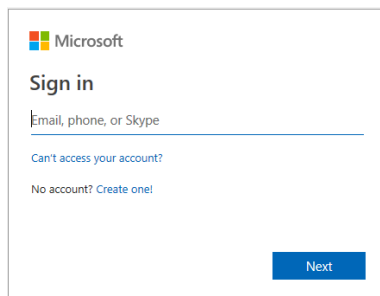 Microsoft
Sign in
Email, phone, or Skype
Can't access your account?
No account? Create one!
Next